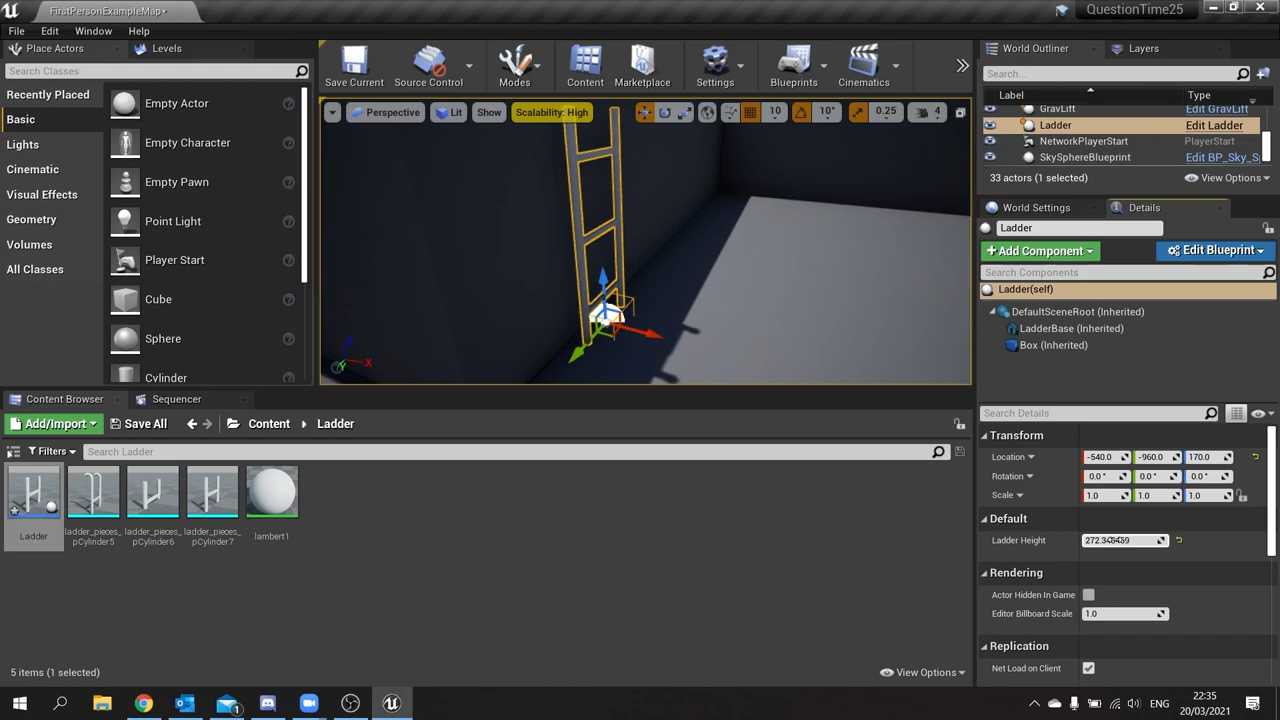 FirstPersonExampleMap*
QuestionTime25
File Edit Window Help
Place Actors
Levels
Search Classes
Recently Placed
Basic
Lights
Cinematic
Visual Effects
Geometry
Volumes
All Classes
Empty Actor
Empty Character
Empty Pawn
Point Light
Player Start
Cube
Sphere
Cylinder
Save Current
Source Control
Modes
Content
Marketplace
Settings
Blueprints
Cinematics
Perspective
Lit
Show
Scalability: High
10
10°
0.25
4
X
Y
World Outliner
Layers
Search...
Label
Type
GravLift
Edit GravLift
Ladder
Edit Ladder
NetworkPlayerStart
PlayerStart
SkySphereBlueprint
Edit BP_Sky_S
33 actors (1 selected)
View Options
World Settings
Details
Ladder
Add Component
Edit Blueprint
Search Components
Ladder(self)
DefaultSceneRoot (Inherited)
LadderBase (Inherited)
Box (Inherited)
Search Details
Transform
Location -540.0 -960.0 170.0
Rotation 0.0 ° 0.0 ° 0.0 °
Scale 1.0 1.0 1.0
Default
Ladder Height
Rendering
Actor Hidden In Game
Editor Billboard Scale 1.0
Replication
Net Load on Client
Content Browser
Sequencer
Add/Import
Save All
Content
Ladder
Filters
Search Ladder
Ladder
ladder_pieces_
pCylinder5
ladder_pieces_
pCylinder6
ladder_pieces_
pCylinder7
lambert1
5 items (1 selected)
View Options
1
ENG
22:35
20/03/2021